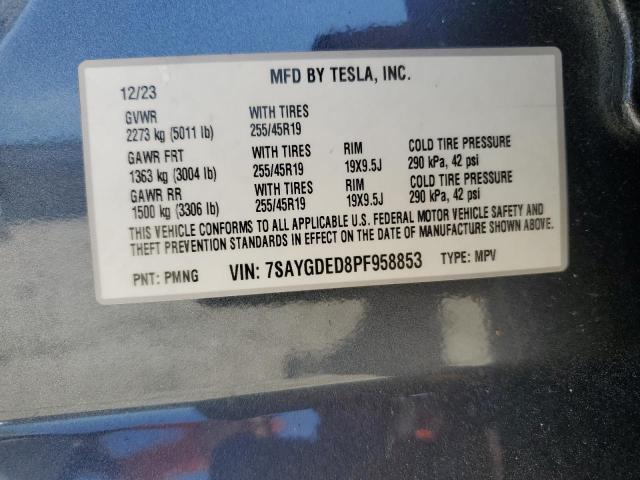 MFD BY TESLA, INC.
12/23
GVWR WITH TIRES
2273 kg (5011 lb) 255/45R19
GAWR FRT WITH TIRES RIM COLD TIRE PRESSURE
1363 kg (3004 lb) 255/45R19 19X9.5J 290 kPa, 42 psi
GAWR RR WITH TIRES RIM COLD TIRE PRESSURE
1500 kg (3306 lb) 255/45R19 19X9.5J 290 kPa, 42 psi
THIS VEHICLE CONFORMS TO ALL APPLICABLE U.S. FEDERAL MOTOR VEHICLE SAFETY AND
THEFT PREVENTION STANDARDS IN EFFECT ON THE DATE OF MANUFACTURE SHOWN ABOVE.
PNT: PMNG VIN: 7SAYGDED8PF958853 TYPE: MPV